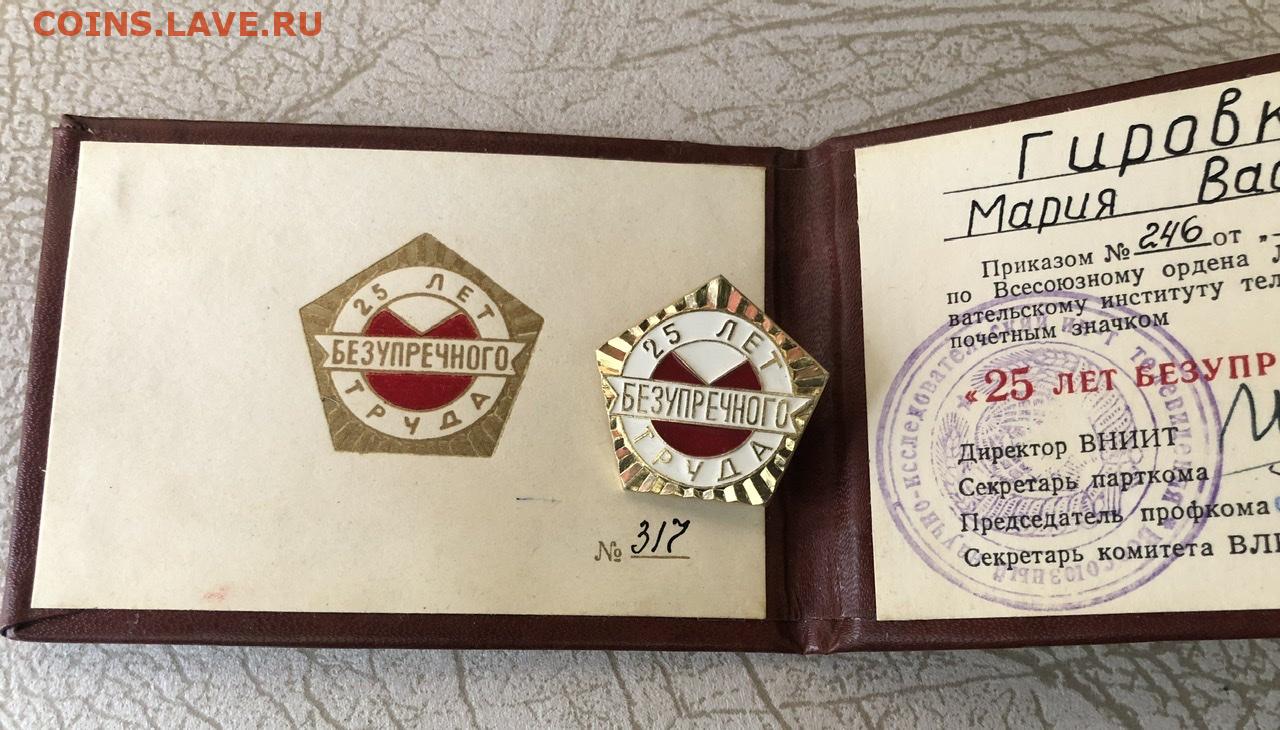 COINS.LAVE.RU
25 ЛЕТ
БЕЗУПРЕЧНОГО
ТРУДА
25 ЛЕТ
БЕЗУПРЕЧНОГО
ТРУДА
№ 317
Гировк
Мария Вас
Приказом № 246 от „
по Всесоюзному ордена
вательскому институту тел
почетным значком
«25 ЛЕТ БЕЗУПР
Директор ВНИИТ
Секретарь парткома
Председатель профкома
Секретарь комитета ВЛК